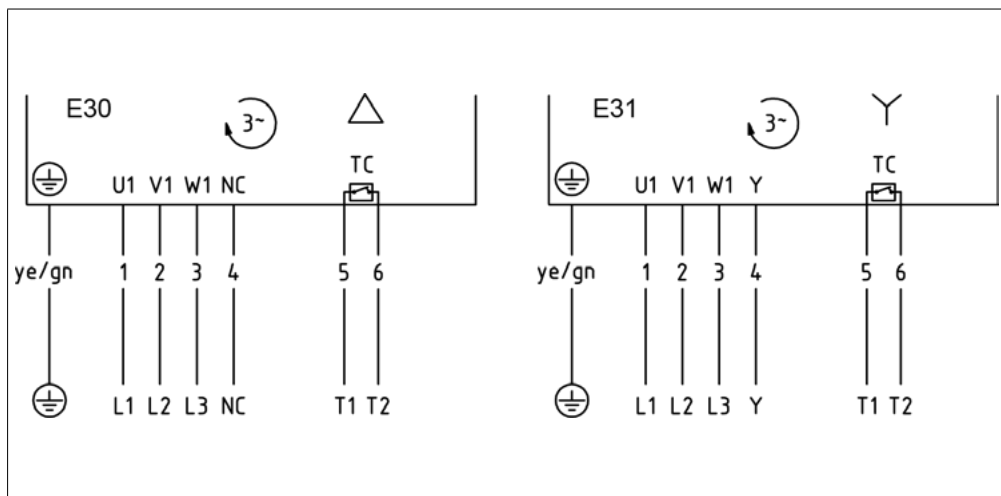 E30
3~
TC
U1 V1 W1 NC
ye/gn 1 2 3 4 5 6
L1 L2 L3 NC T1 T2
E31
3~
TC
U1 V1 W1 Y
ye/gn 1 2 3 4 5 6
L1 L2 L3 Y T1 T2